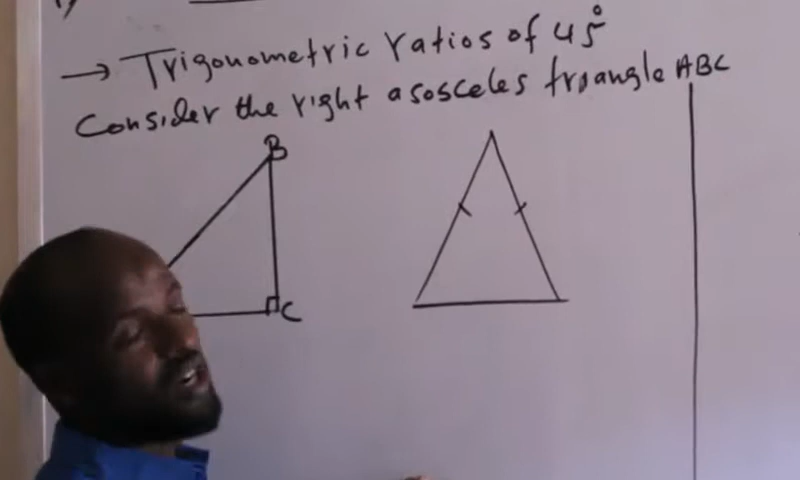 → Trigonometric ratios of 45°
Consider the right asosceles triangle ABC
B
C